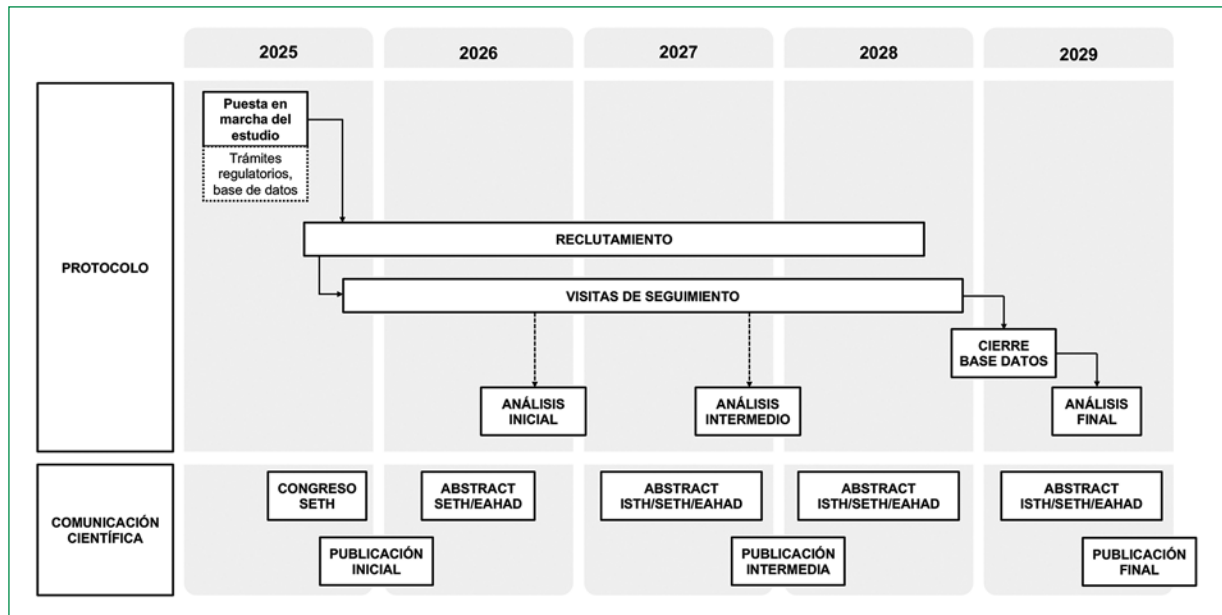 2025
2026
2027
2028
2029
PROTOCOLO
Puesta en
marcha del
estudio
Trámites
regulatorios,
base de datos
RECLUTAMIENTO
VISITAS DE SEGUIMIENTO
CIERRE
BASE DATOS
ANÁLISIS
INICIAL
ANÁLISIS
INTERMEDIO
ANÁLISIS
FINAL
COMUNICACIÓN
CIENTÍFICA
CONGRESO
SETH
ABSTRACT
SETH/EAHAD
ABSTRACT
ISTH/SETH/EAHAD
ABSTRACT
ISTH/SETH/EAHAD
ABSTRACT
ISTH/SETH/EAHAD
PUBLICACIÓN
INICIAL
PUBLICACIÓN
INTERMEDIA
PUBLICACIÓN
FINAL